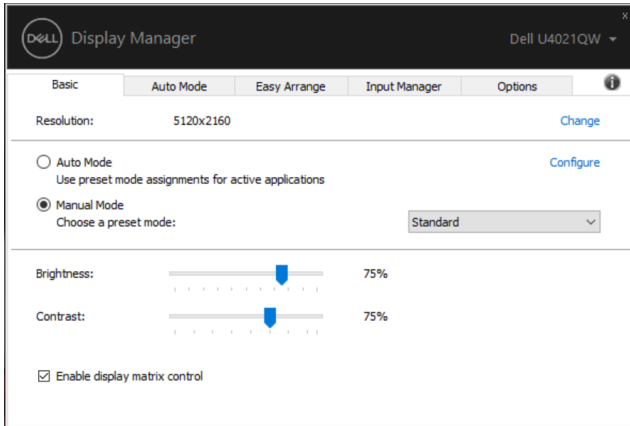 x
DELL Display Manager Dell U4021QW
Basic Auto Mode Easy Arrange Input Manager Options i
Resolution: 5120x2160 Change
Auto Mode Configure
Use preset mode assignments for active applications
Manual Mode
Choose a preset mode: Standard
Brightness: 75%
Contrast: 75%
Enable display matrix control